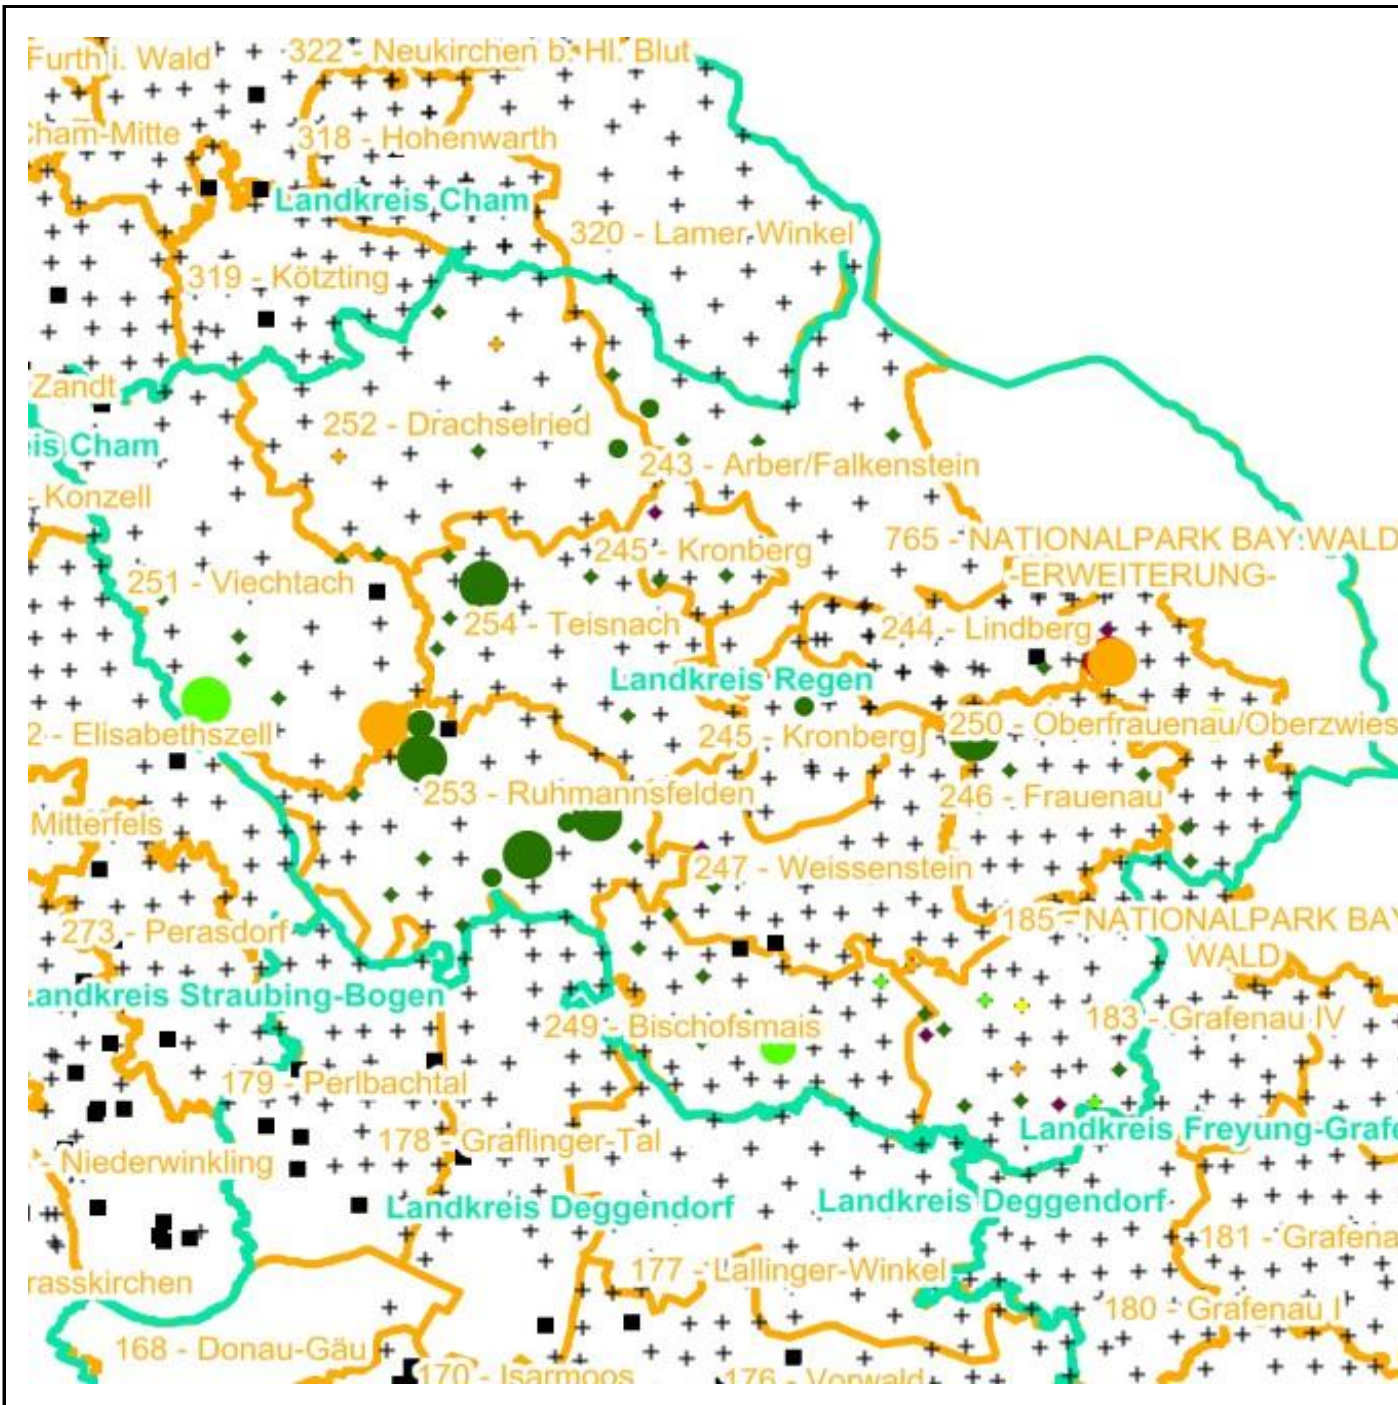 Furth i. Wald
322 - Neukirchen b. Hl. Blut
Cham-Mitte
318 - Hohenwarth
Landkreis Cham
320 - Lamer Winkel
319 - Kötzting
Zandt
252 - Drachselried
eis Cham
243 - Arber/Falkenstein
- Konzell
765 - NATIONALPARK BAY.WALD
-ERWEITERUNG-
245 - Kronberg
251 - Viechtach
254 - Teisnach
244 - Lindberg
Landkreis Regen
2 - Elisabethszell
245 - Kronberg
250 - Oberfrauenau/Oberzwies
253 - Ruhmannsfelden
246 - Frauenau
Mitterfels
247 - Weissenstein
273 - Perasdorf
185 - NATIONALPARK BA
WALD
Landkreis Straubing-Bogen
249 - Bischofsmais
183 - Grafenau IV
179 - Perlbachtal
178 - Graflinger-Tal
Landkreis Freyung-Grafe
- Niederwinkling
Landkreis Deggendorf
Landkreis Deggendorf
181 - Grafena
177 - Lallinger-Winkel
rasskirchen
180 - Grafenau I
168 - Donau-Gäu
170 - Isarmoos
176 - Vorwald